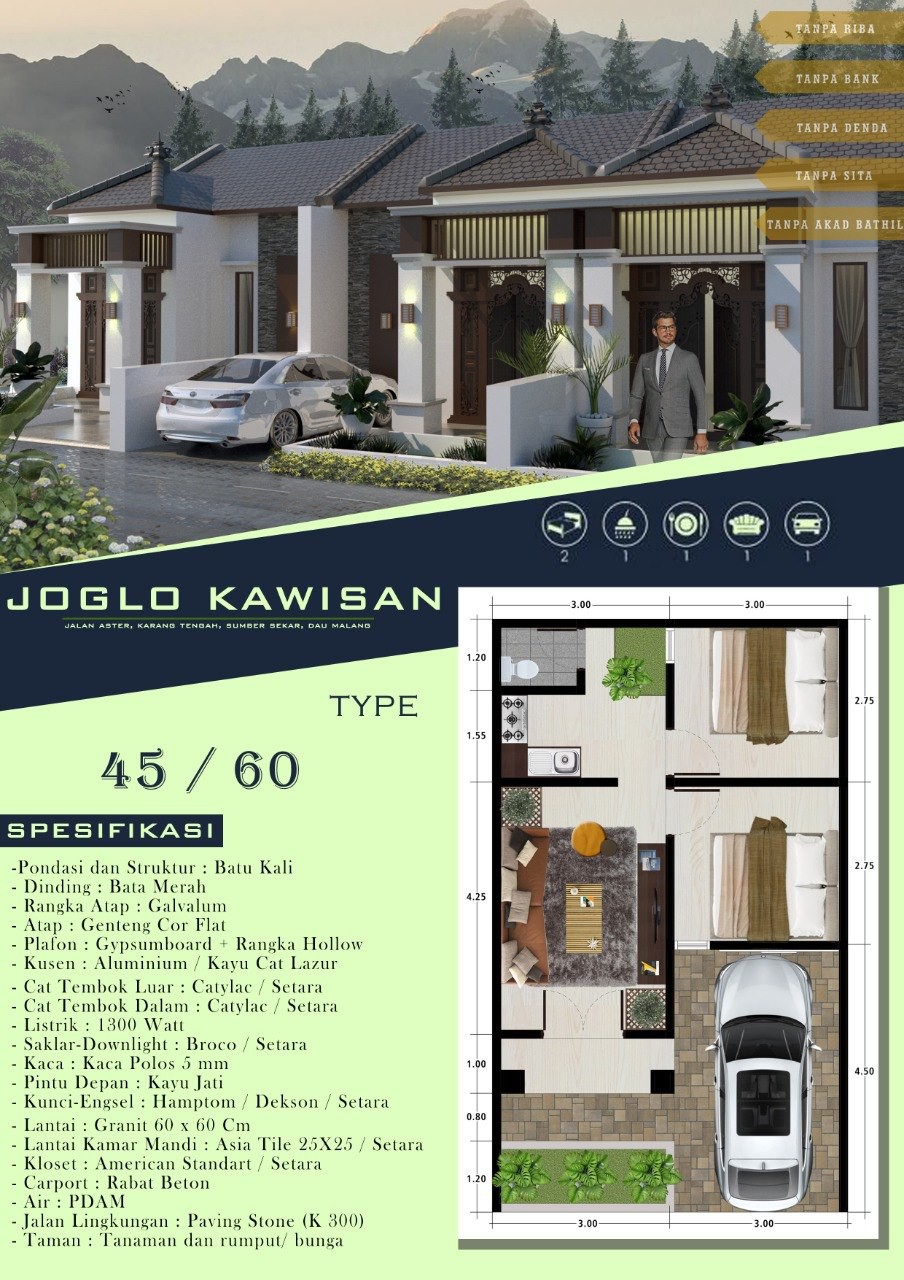 TANPA RIBA
TANPA BANK
TANPA DENDA
TANPA SITA
TANPA AKAD BATHIL
2 1 1 1 1
JOGLO KAWISAN
JALAN ASTER, KARANG TENGAH, SUMBER SEKAR, DAU MALANG
TYPE
45 / 60
SPESIFIKASI
-Pondasi dan Struktur : Batu Kali
- Dinding : Bata Merah
- Rangka Atap : Galvalum
- Atap : Genteng Cor Flat
- Plafon : Gypsumboard + Rangka Hollow
- Kusen : Aluminium / Kayu Cat Lazur
- Cat Tembok Luar : Catylac / Setara
- Cat Tembok Dalam : Catylac / Setara
- Listrik : 1300 Watt
- Saklar-Downlight : Broco / Setara
- Kaca : Kaca Polos 5 mm
- Pintu Depan : Kayu Jati
- Kunci-Engsel : Hamptom / Dekson / Setara
- Lantai : Granit 60 x 60 Cm
- Lantai Kamar Mandi : Asia Tile 25X25 / Setara
- Kloset : American Standart / Setara
- Carport : Rabat Beton
- Air : PDAM
- Jalan Lingkungan : Paving Stone (K 300)
- Taman : Tanaman dan rumput/ bunga
3.00 3.00
1.20
1.55
4.25
1.00
0.80
1.20
2.75
2.75
4.50
3.00 3.00